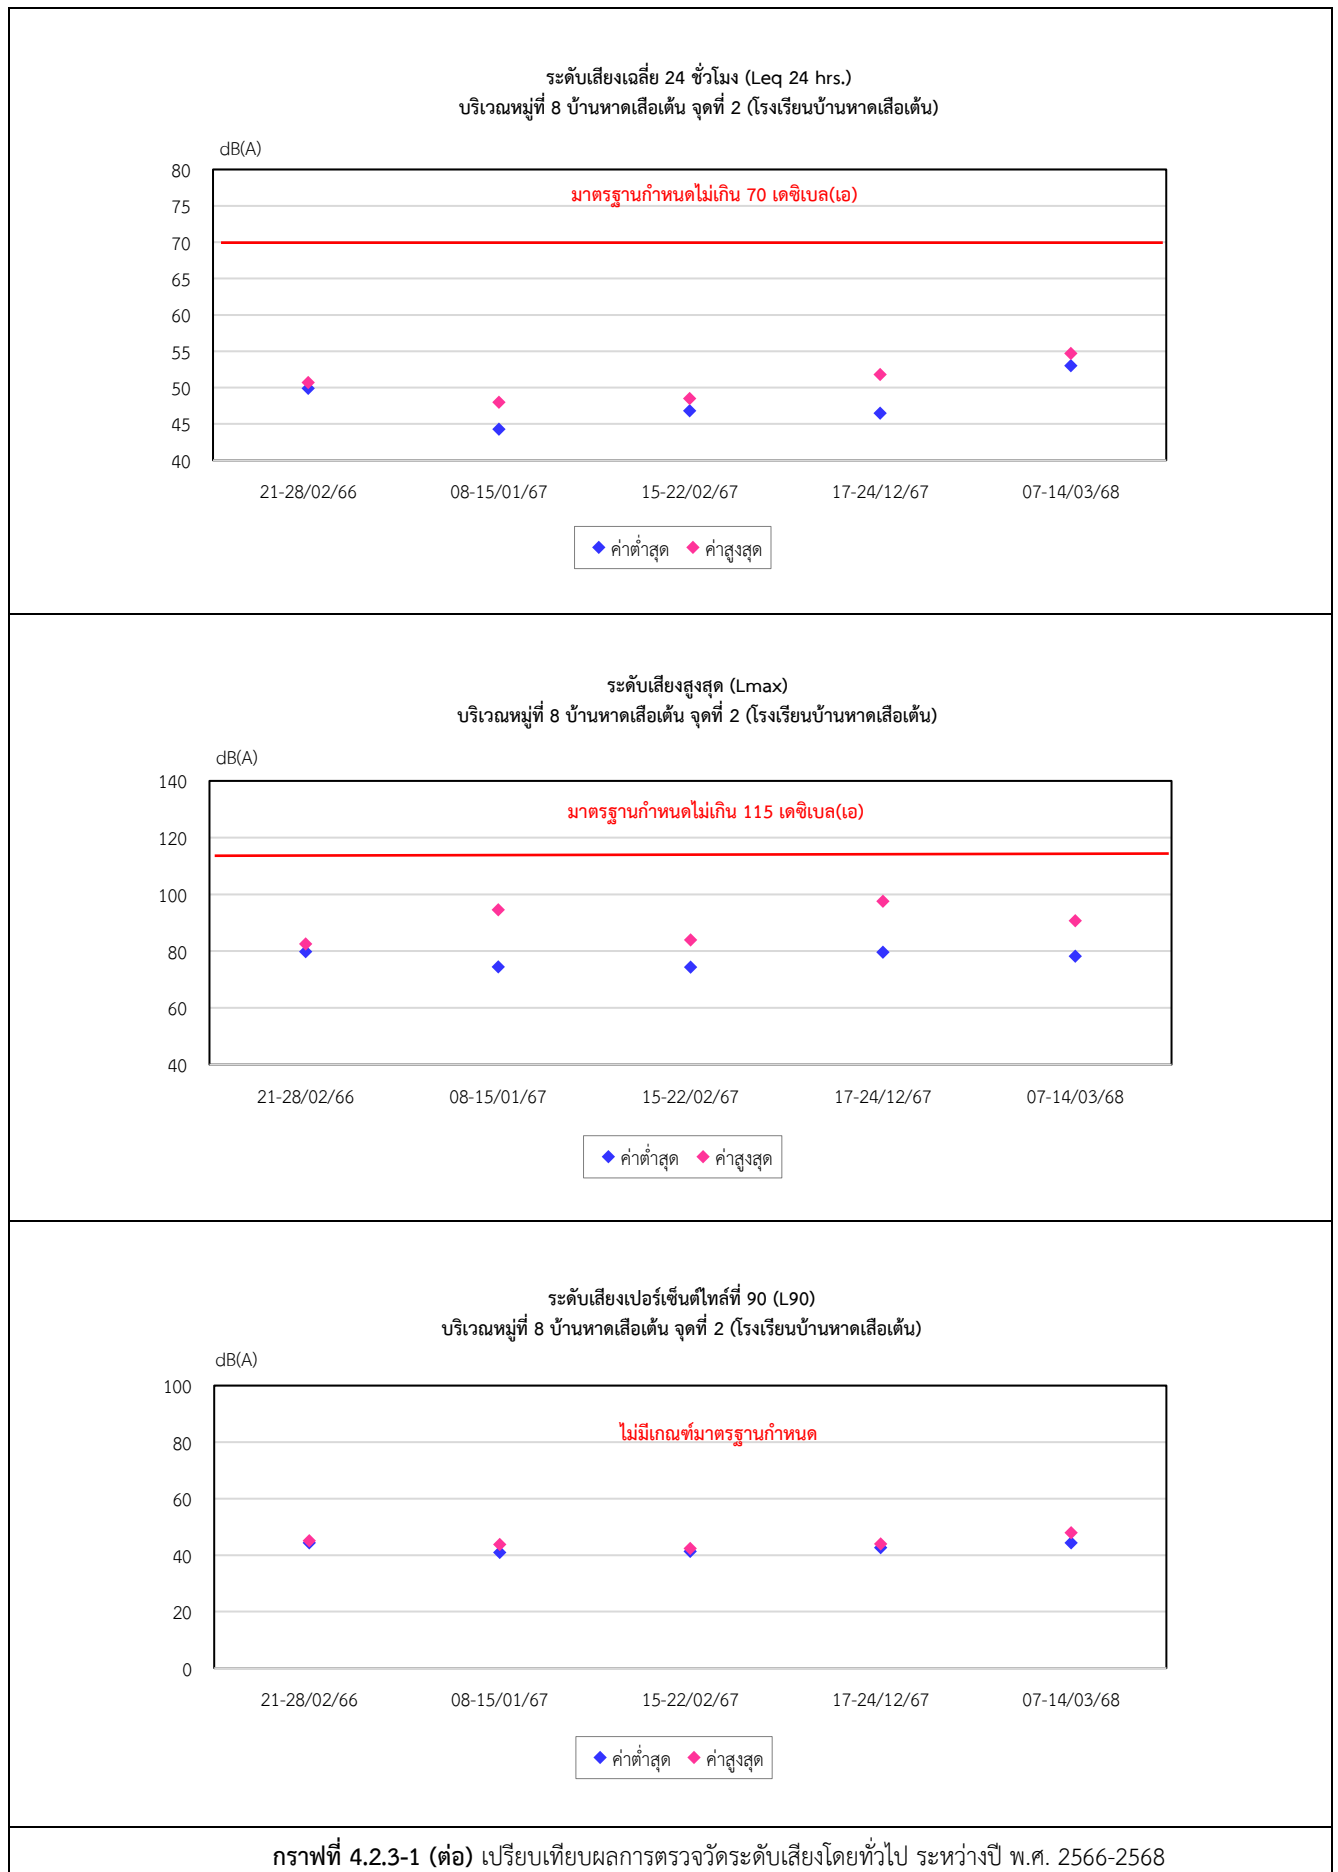 ระดับเสียงเฉลี่ย 24 ชั่วโมง (Leq 24 hrs.)
บริเวณหมู่ที่ 8 บ้านหาดเสือเต้น จุดที่ 2 (โรงเรียนบ้านหาดเสือเต้น)
dB(A)
มาตรฐานกำหนดไม่เกิน 70 เดซิเบล(เอ)
80
75
70
65
60
55
50
45
40
21-28/02/66 08-15/01/67 15-22/02/67 17-24/12/67 07-14/03/68
ค่าต่ำสุด ค่าสูงสุด
ระดับเสียงสูงสุด (Lmax)
บริเวณหมู่ที่ 8 บ้านหาดเสือเต้น จุดที่ 2 (โรงเรียนบ้านหาดเสือเต้น)
dB(A)
มาตรฐานกำหนดไม่เกิน 115 เดซิเบล(เอ)
140
120
100
80
60
40
21-28/02/66 08-15/01/67 15-22/02/67 17-24/12/67 07-14/03/68
ค่าต่ำสุด ค่าสูงสุด
ระดับเสียงเปอร์เซ็นต์ไทล์ที่ 90 (L90)
บริเวณหมู่ที่ 8 บ้านหาดเสือเต้น จุดที่ 2 (โรงเรียนบ้านหาดเสือเต้น)
dB(A)
ไม่มีเกณฑ์มาตรฐานกำหนด
100
80
60
40
20
0
21-28/02/66 08-15/01/67 15-22/02/67 17-24/12/67 07-14/03/68
ค่าต่ำสุด ค่าสูงสุด
กราฟที่ 4.2.3-1 (ต่อ) เปรียบเทียบผลการตรวจวัดระดับเสียงโดยทั่วไป ระหว่างปี พ.ศ. 2566-2568